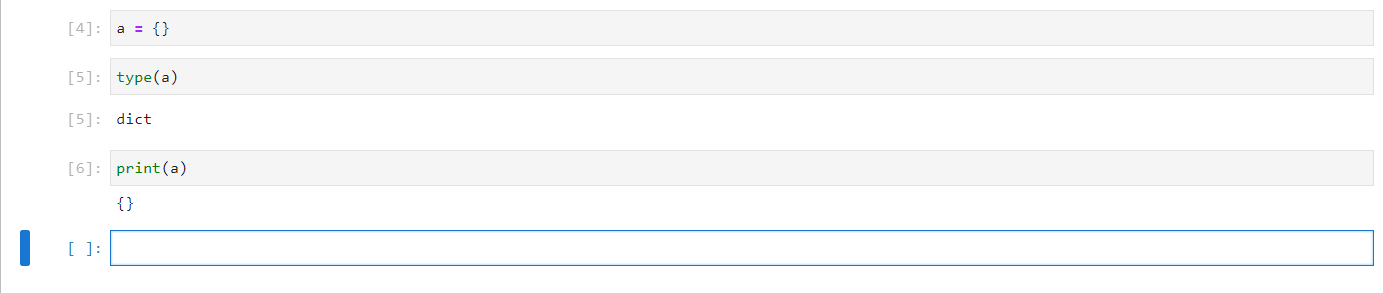 [4]: a = {}
[5]: type(a)
[5]: dict
[6]: print(a)
{}
[ ]: